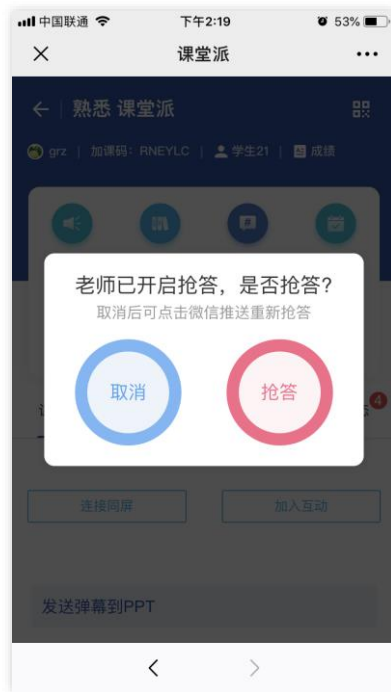 中国联通 下午2:19 53%
课堂派
熟悉 课堂派
grz | 加课码：RNEYLC | 学生21 | 成绩
老师已开启抢答，是否抢答？
取消后可点击微信推送重新抢答
取消 抢答
4
连接同屏 加入互动
发送弹幕到PPT